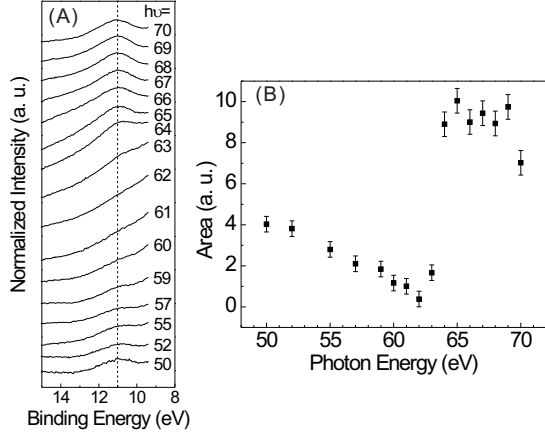 (A)
hυ=
70
69
68
67
66
65
64
63
62
61
60
59
57
55
52
50
Normalized Intensity (a. u.)
14 12 10 8
Binding Energy (eV)
(B)
10
8
6
4
2
0
Area (a. u.)
50 55 60 65 70
Photon Energy (eV)